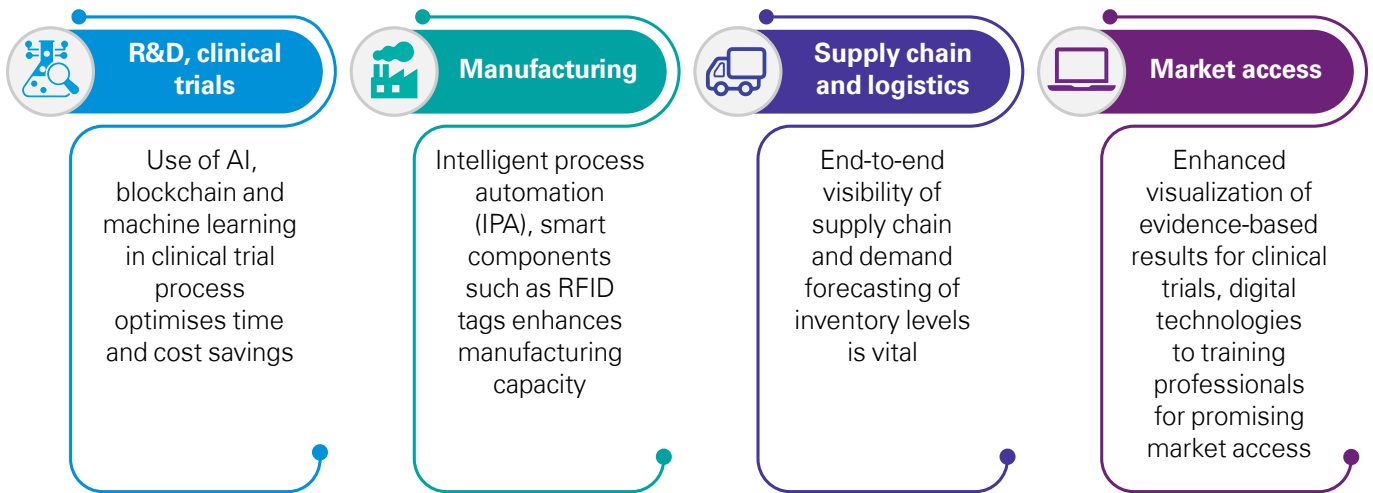 R&D, clinical
trials
Use of AI,
blockchain and
machine learning
in clinical trial
process
optimises time
and cost savings
Manufacturing
Intelligent process
automation
(IPA), smart
components
such as RFID
tags enhances
manufacturing
capacity
Supply chain
and logistics
End-to-end
visibility of
supply chain
and demand
forecasting of
inventory levels
is vital
Market access
Enhanced
visualization of
evidence-based
results for clinical
trials, digital
technologies
to training
professionals
for promising
market access